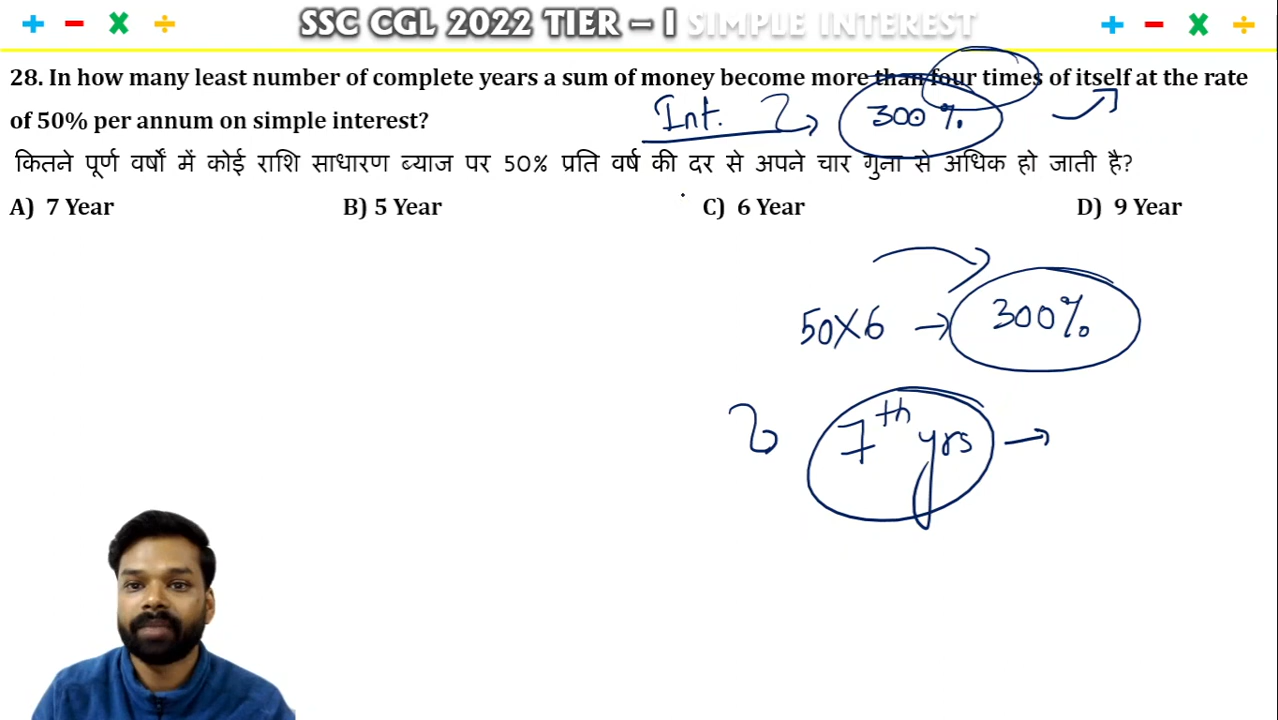 + - × ÷ SSC CGL 2022 TIER – I SIMPLE INTEREST + - × ÷
28. In how many least number of complete years a sum of money become more than four times of itself at the rate
of 50% per annum on simple interest?
Int. 300%
कितने पूर्ण वर्षों में कोई राशि साधारण ब्याज पर 50% प्रति वर्ष की दर से अपने चार गुना से अधिक हो जाती है?
A) 7 Year B) 5 Year C) 6 Year D) 9 Year
50X6 → 300%
7th yrs →